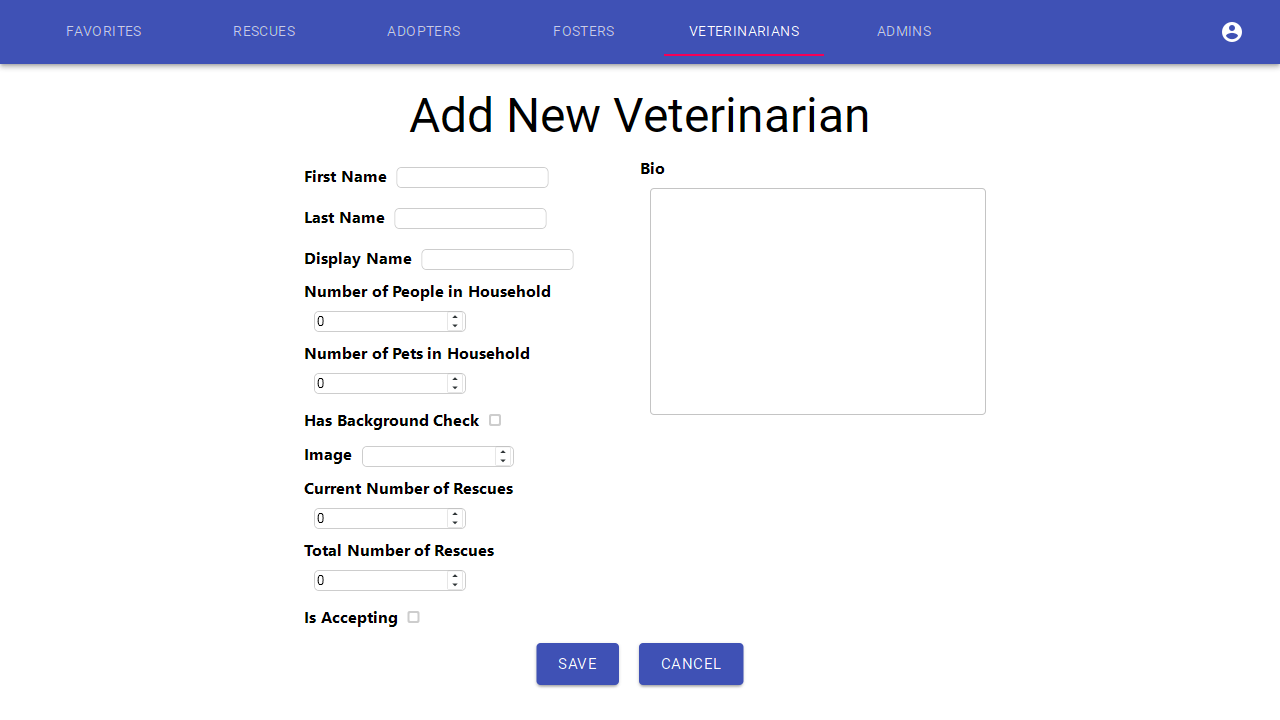 FAVORITES RESCUES ADOPTERS FOSTERS VETERINARIANS ADMINS
Add New Veterinarian
First Name
Last Name
Display Name
Number of People in Household
0
Number of Pets in Household
0
Has Background Check
Image
Current Number of Rescues
0
Total Number of Rescues
0
Is Accepting
Bio
SAVE CANCEL